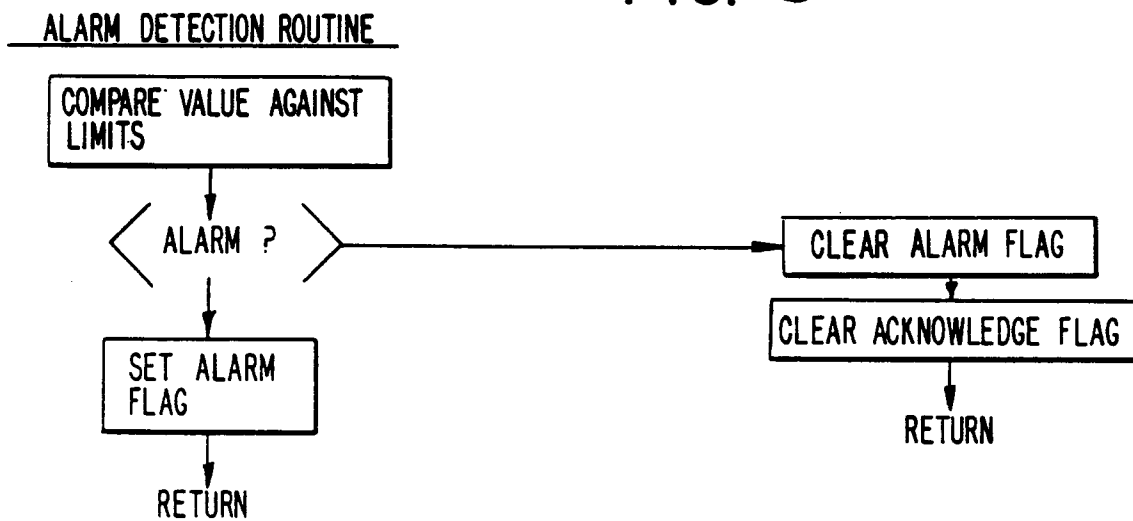 ALARM DETECTION ROUTINE
COMPARE VALUE AGAINST
LIMITS
ALARM ?
SET ALARM
FLAG
RETURN
CLEAR ALARM FLAG
CLEAR ACKNOWLEDGE FLAG
RETURN